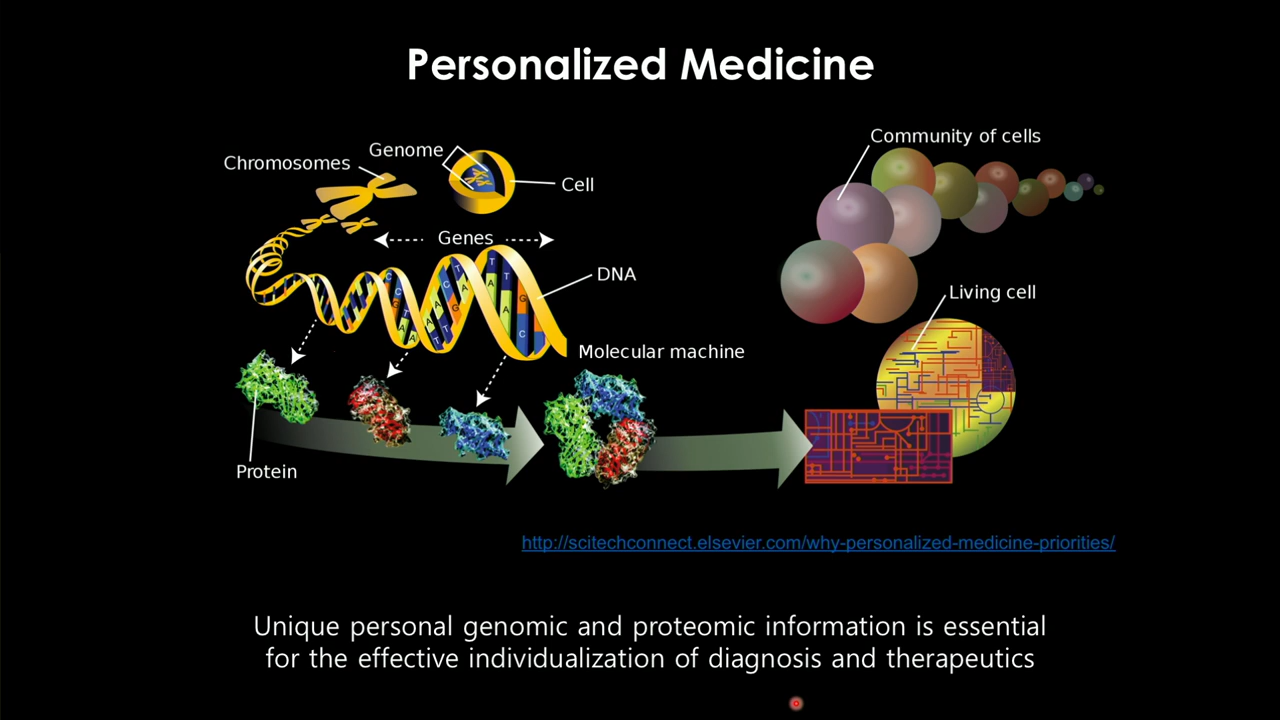 Personalized Medicine
Community of cells
Genome
Chromosomes
Cell
Genes
DNA
Living cell
Molecular machine
Protein
http://scitechconnect.elsevier.com/why-personalized-medicine-priorities/
Unique personal genomic and proteomic information is essential
for the effective individualization of diagnosis and therapeutics